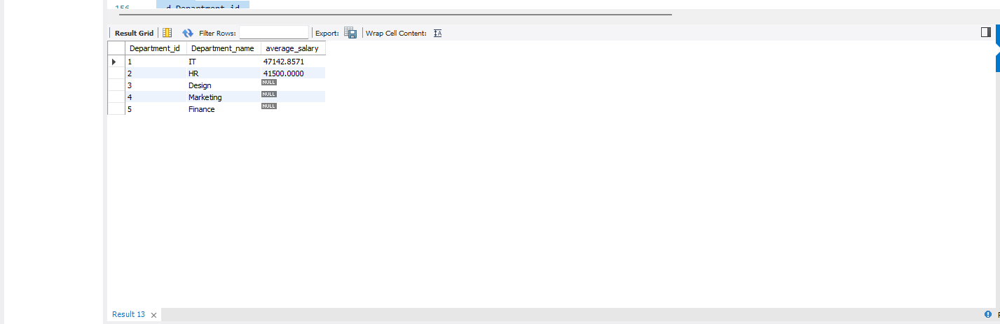 156 d.Department_id
Result Grid Filter Rows: Export: Wrap Cell Content:
Department_id Department_name average_salary
1 IT 47142.8571
2 HR 41500.0000
3 Design NULL
4 Marketing NULL
5 Finance NULL
Result 13